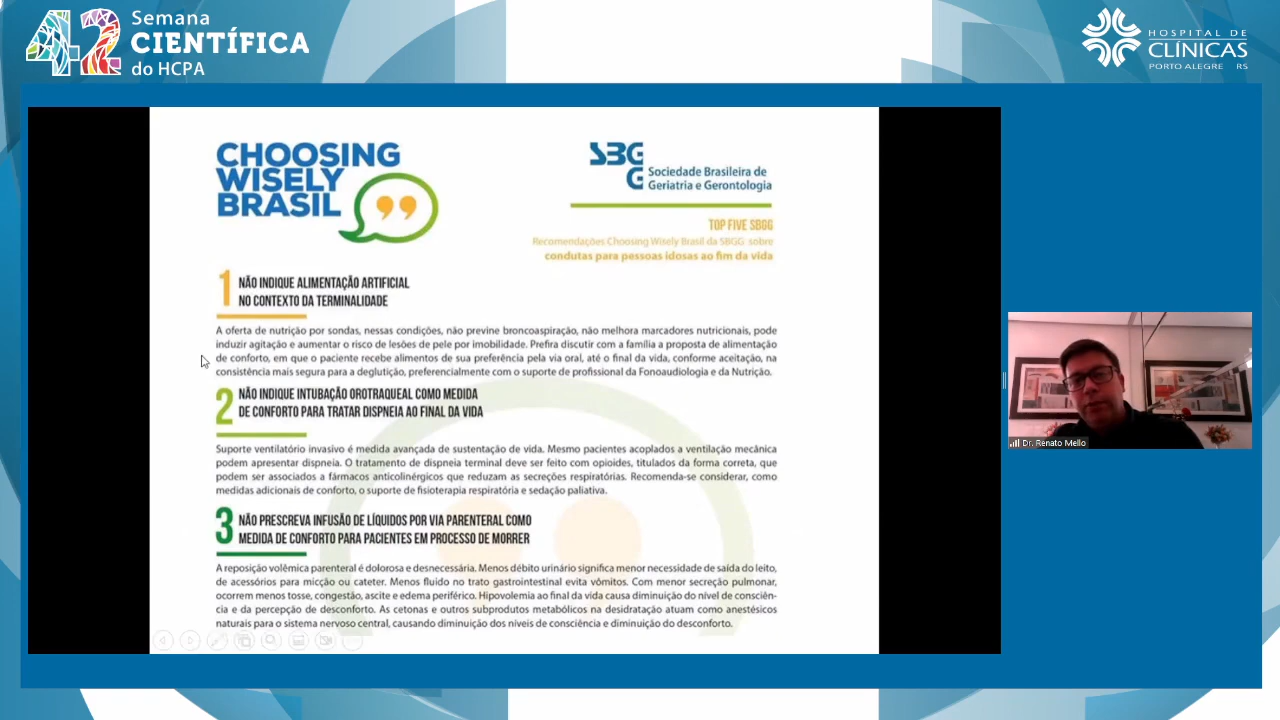 42 Semana
CIENTÍFICA
do HCPA
HOSPITAL DE
CLÍNICAS
PORTO ALEGRE RS
CHOOSING
WISELY
BRASIL
SBGG
Sociedade Brasileira de
Geriatria e Gerontologia
TOP FIVE SBGG
Recomendações Choosing Wisely Brasil da SBGG sobre
condutas para pessoas idosas ao fim da vida
1 NÃO INDIQUE ALIMENTAÇÃO ARTIFICIAL
NO CONTEXTO DA TERMINALIDADE
A oferta de nutrição por sondas, nessas condições, não previne broncoaspiração, não melhora marcadores nutricionais, pode
induzir agitação e aumentar o risco de lesões de pele por imobilidade. Prefira discutir com a família a proposta de alimentação
de conforto, em que o paciente recebe alimentos de sua preferência pela via oral, até o final da vida, conforme aceitação, na
consistência mais segura para a deglutição, preferencialmente com o suporte de profissional da Fonoaudiologia e da Nutrição.
2 NÃO INDIQUE INTUBAÇÃO OROTRAQUEAL COMO MEDIDA
DE CONFORTO PARA TRATAR DISPNEIA AO FINAL DA VIDA
Suporte ventilatório invasivo é medida avançada de sustentação de vida. Mesmo pacientes acoplados a ventilação mecânica
podem apresentar dispneia. O tratamento de dispneia terminal deve ser feito com opioides, titulados da forma correta, que
podem ser associados a fármacos anticolinérgicos que reduzam as secreções respiratórias. Recomenda-se considerar, como
medidas adicionais de conforto, o suporte de fisioterapia respiratória e sedação paliativa.
3 NÃO PRESCREVA INFUSÃO DE LÍQUIDOS POR VIA PARENTERAL COMO
MEDIDA DE CONFORTO PARA PACIENTES EM PROCESSO DE MORRER
A reposição volêmica parenteral é dolorosa e desnecessária. Menos débito urinário significa menor necessidade de saída do leito,
de acessórios para micção ou cateter. Menos fluido no trato gastrointestinal evita vômitos. Com menor secreção pulmonar,
ocorrem menos tosse, congestão, ascite e edema periférico. Hipovolemia ao final da vida causa diminuição do nível de consciên-
cia e da percepção de desconforto. As cetonas e outros subprodutos metabólicos na desidratação atuam como anestésicos
naturais para o sistema nervoso central, causando diminuição dos níveis de consciência e diminuição do desconforto.
Dr. Renato Mello